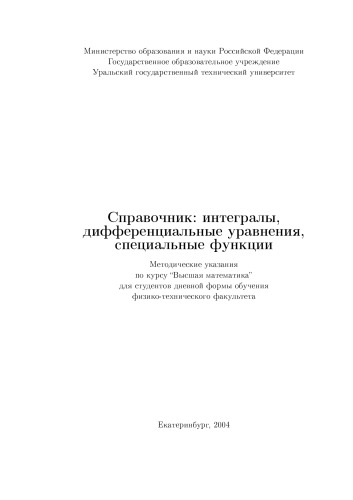 Министерство образования и науки Российской Федерации
Государственное образовательное учреждение
Уральский государственный технический университет
Справочник: интегралы,
дифференциальные уравнения,
специальные функции
Методические указания
по курсу “Высшая математика”
для студентов дневной формы обучения
физико-технического факультета
Екатеринбург, 2004